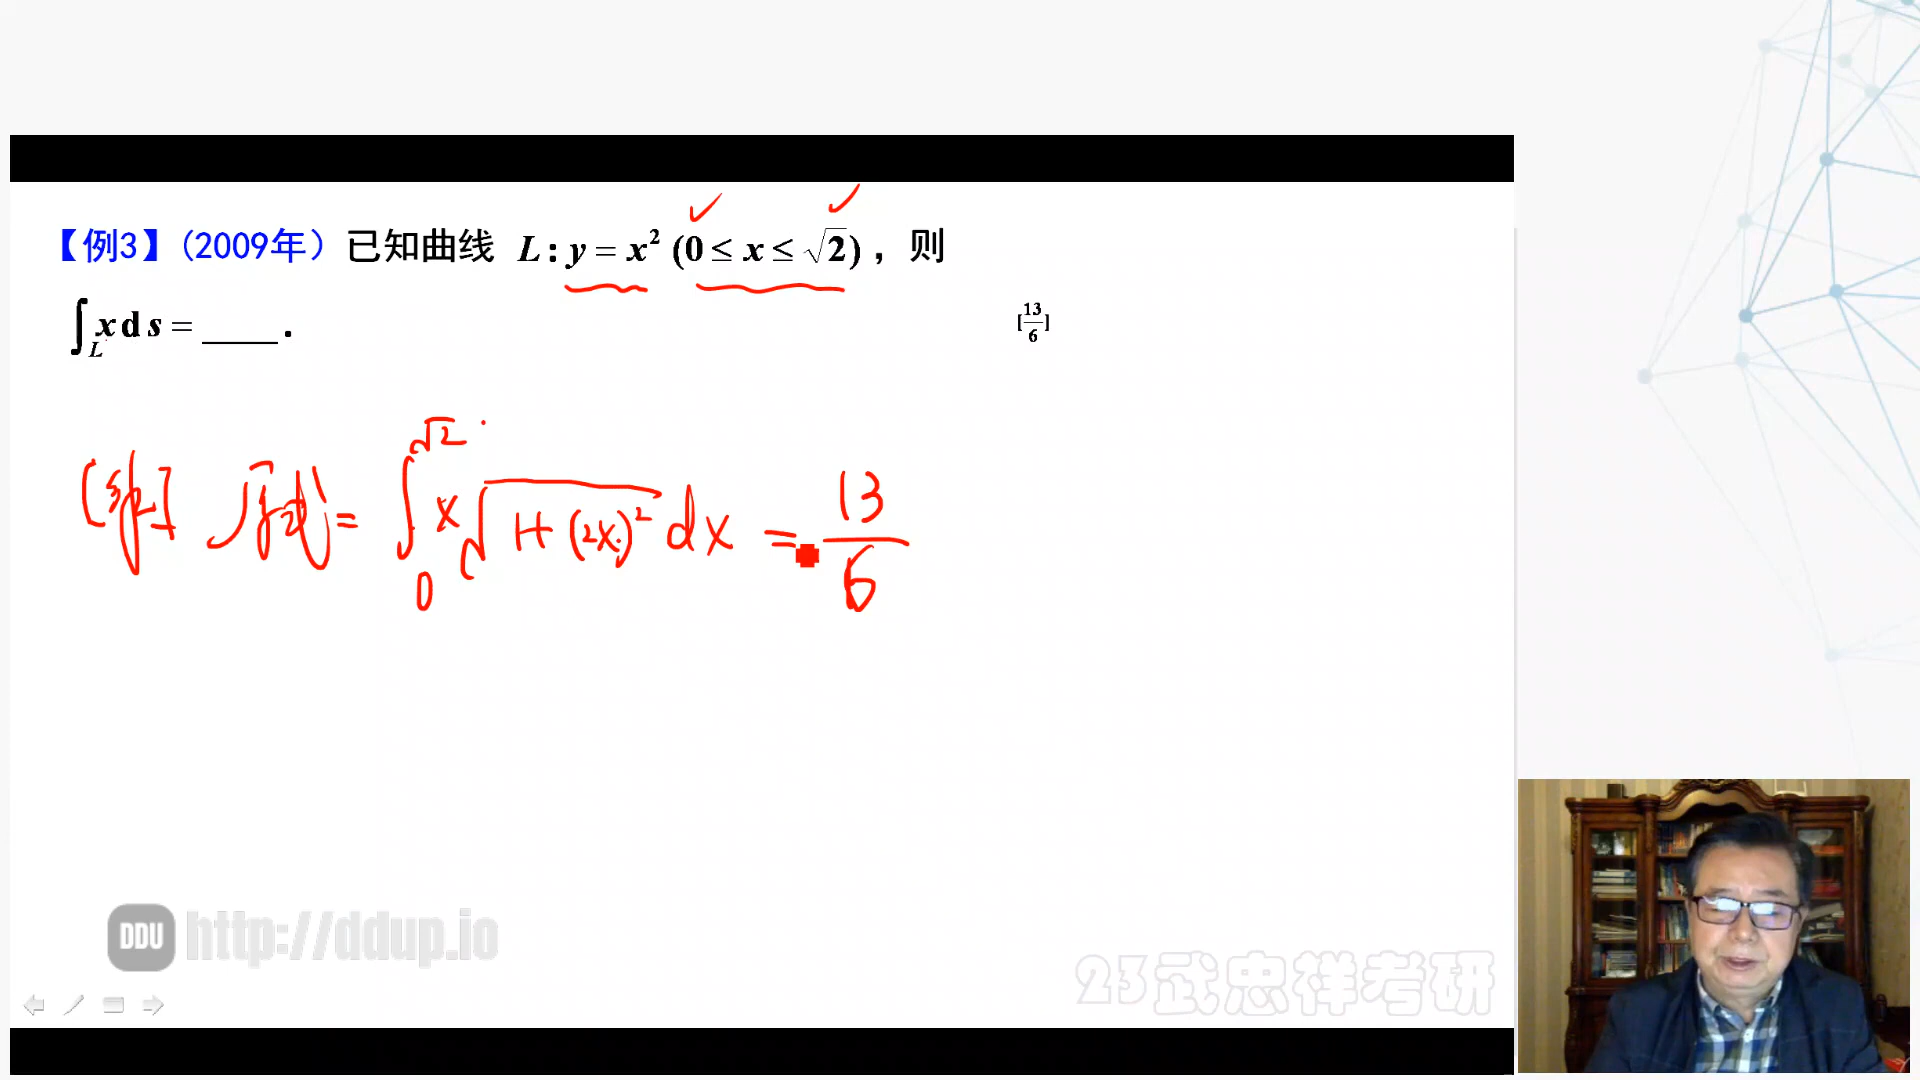 【例3】(2009年) 已知曲线 L: y = x² (0 ≤ x ≤ √2) ，则
∫_L x d s = ____ .
[13/6]
[解] 原式 = ∫_0^√2 x √(1+(2x)²) dx = 13/6
DDU http://ddup.io
23武忠祥考研